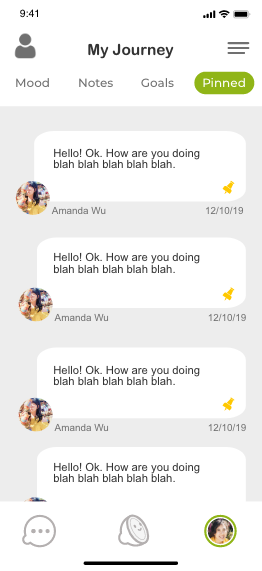 9:41
My Journey
Mood Notes Goals Pinned
Hello! Ok. How are you doing
blah blah blah blah blah.
Amanda Wu 12/10/19
Hello! Ok. How are you doing
blah blah blah blah blah.
Amanda Wu 12/10/19
Hello! Ok. How are you doing
blah blah blah blah blah.
Amanda Wu 12/10/19
Hello! Ok. How are you doing
blah blah blah blah blah.